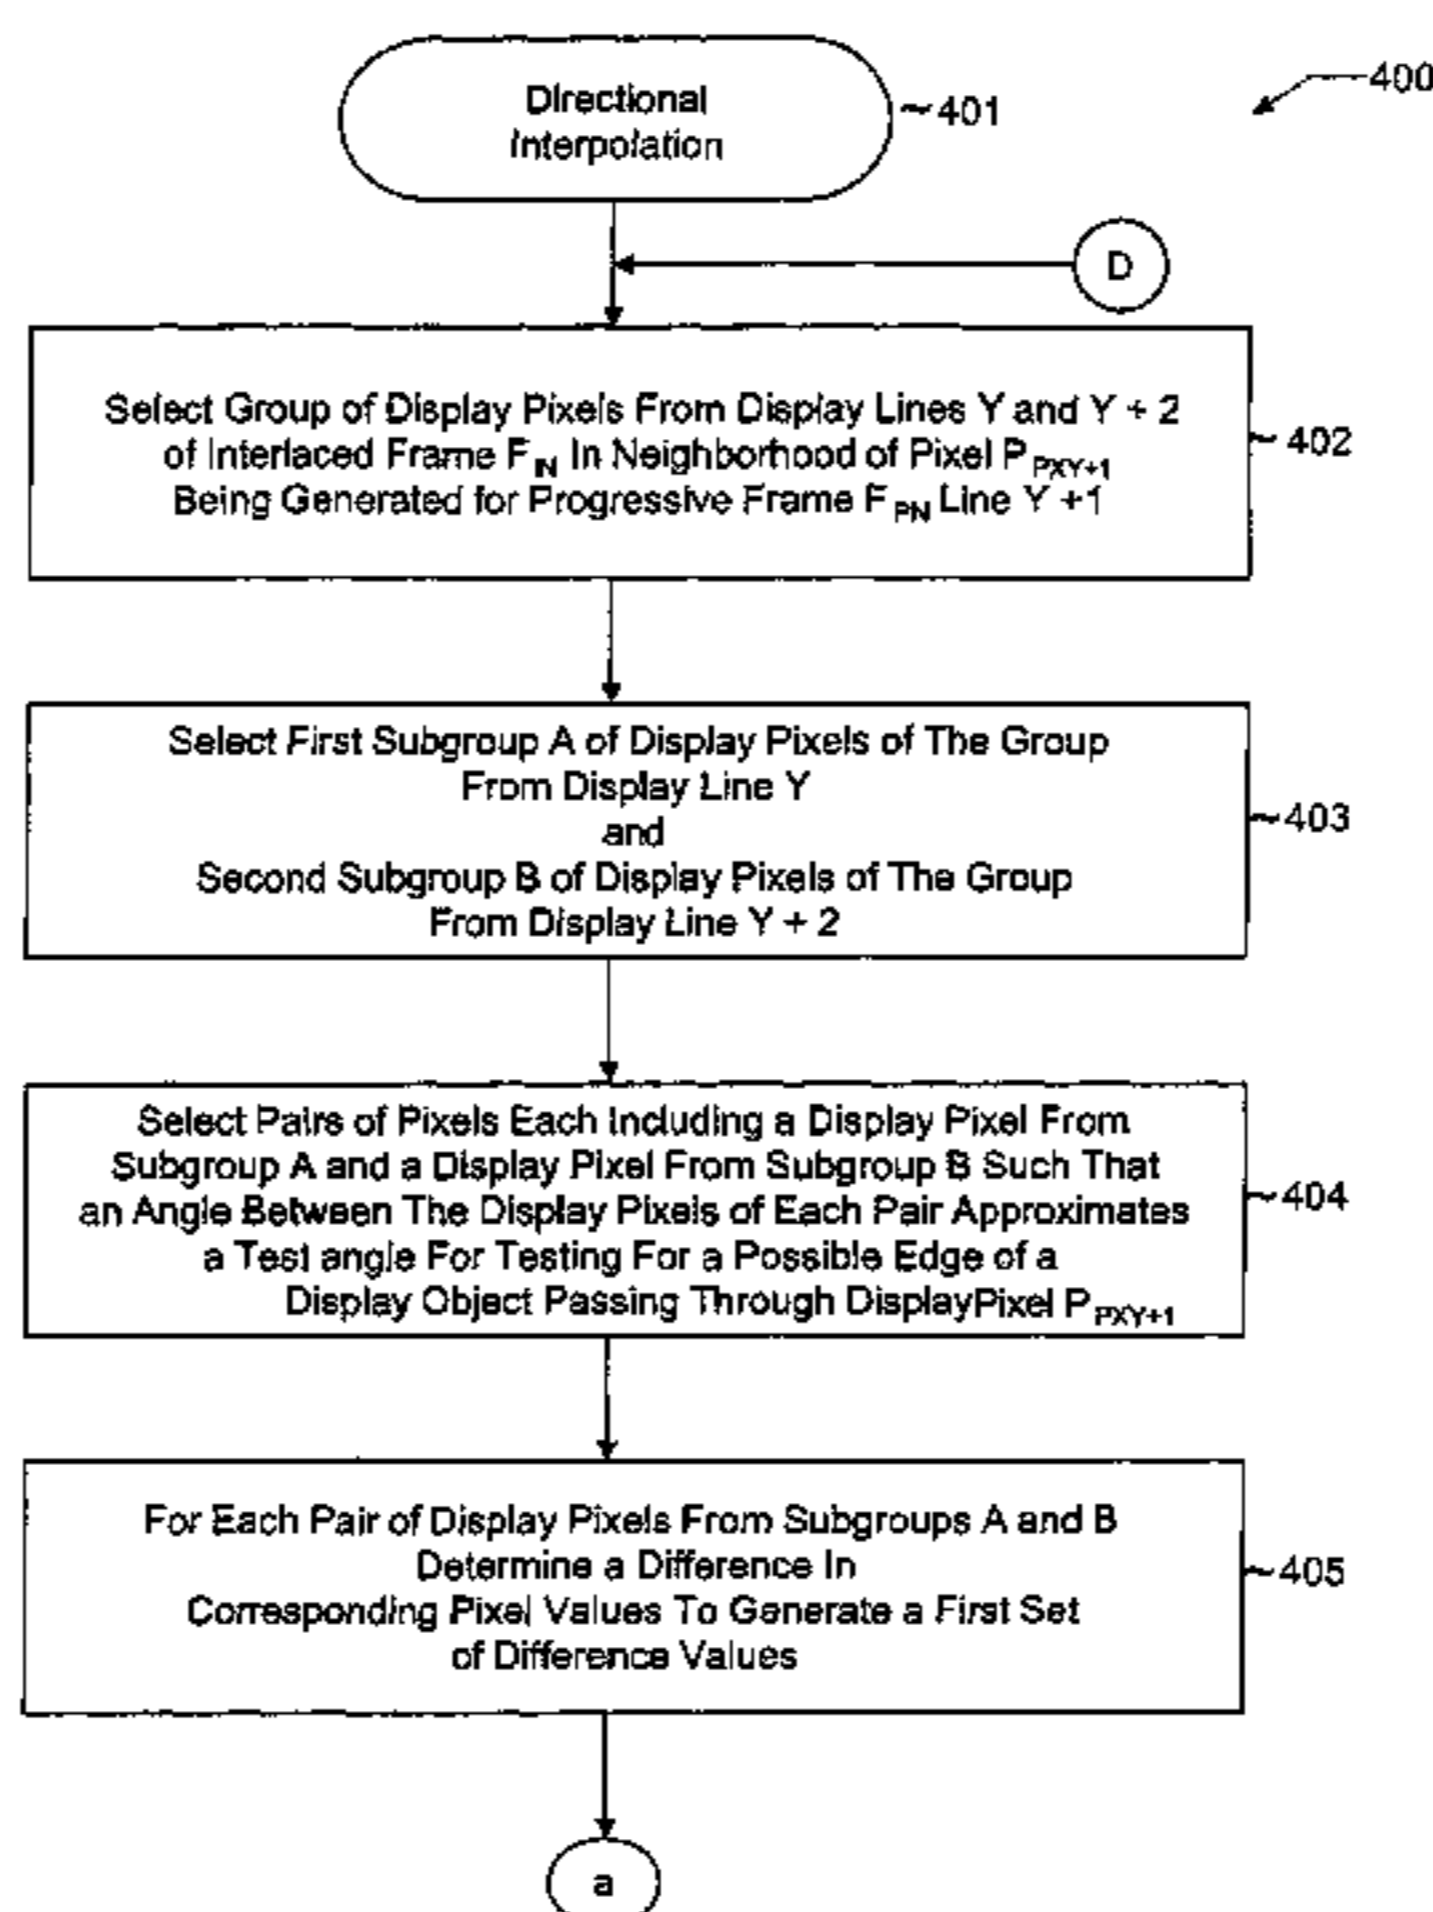 400
Directional
Interpolation
~401
D
Select Group of Display Pixels From Display Lines Y and Y + 2
of Interlaced Frame F IN In Neighborhood of Pixel P PXY+1
Being Generated for Progressive Frame F PN Line Y +1
~402
Select First Subgroup A of Display Pixels of The Group
From Display Line Y
and
Second Subgroup B of Display Pixels of The Group
From Display Line Y + 2
~403
Select Pairs of Pixels Each Including a Display Pixel From
Subgroup A and a Display Pixel From Subgroup B Such That
an Angle Between The Display Pixels of Each Pair Approximates
a Test angle For Testing For a Possible Edge of a
Display Object Passing Through DisplayPixel P PXY+1
~404
For Each Pair of Display Pixels From Subgroups A and B
Determine a Difference In
Corresponding Pixel Values To Generate a First Set
of Difference Values
~405
a